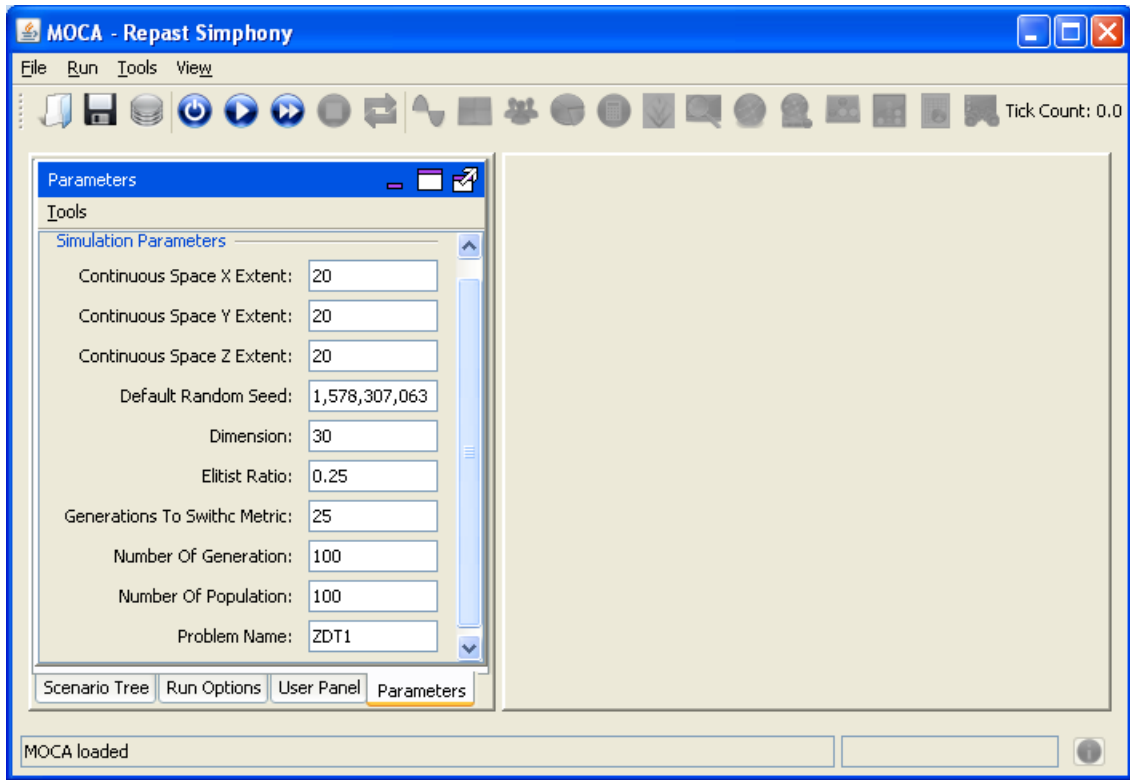 MOCA - Repast Simphony
File Run Tools View
Tick Count: 0.0
Parameters
Tools
Simulation Parameters
Continuous Space X Extent: 20
Continuous Space Y Extent: 20
Continuous Space Z Extent: 20
Default Random Seed: 1,578,307,063
Dimension: 30
Elitist Ratio: 0.25
Generations To Swithc Metric: 25
Number Of Generation: 100
Number Of Population: 100
Problem Name: ZDT1
Scenario Tree Run Options User Panel Parameters
MOCA loaded